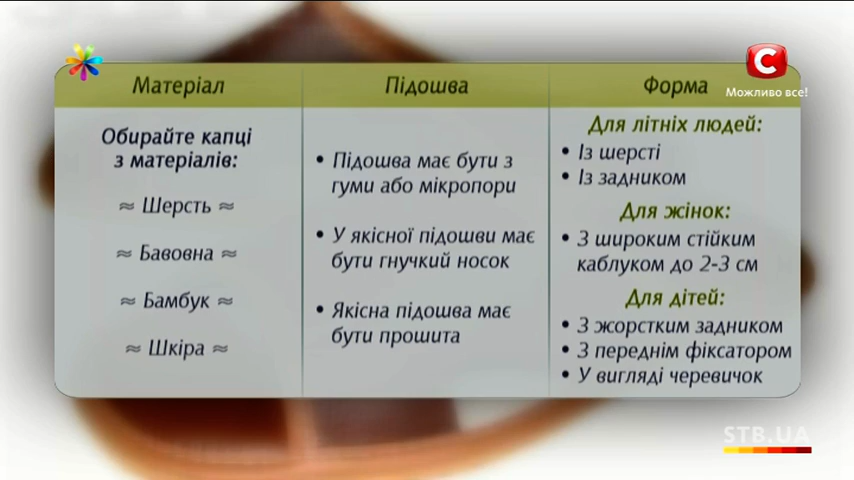 Матеріал
Підошва
Форма
С
Можливо все!
Обирайте капці
з матеріалів:
≈ Шерсть ≈
≈ Бавовна ≈
≈ Бамбук ≈
≈ Шкіра ≈
• Підошва має бути з
гуми або мікропори
• У якісної підошви має
бути гнучкий носок
• Якісна підошва має
бути прошита
Для літніх людей:
• Із шерсті
• Із задником
Для жінок:
• З широким стійким
каблуком до 2-3 см
Для дітей:
• З жорстким задником
• З переднім фіксатором
• У вигляді черевичок
STB.UA